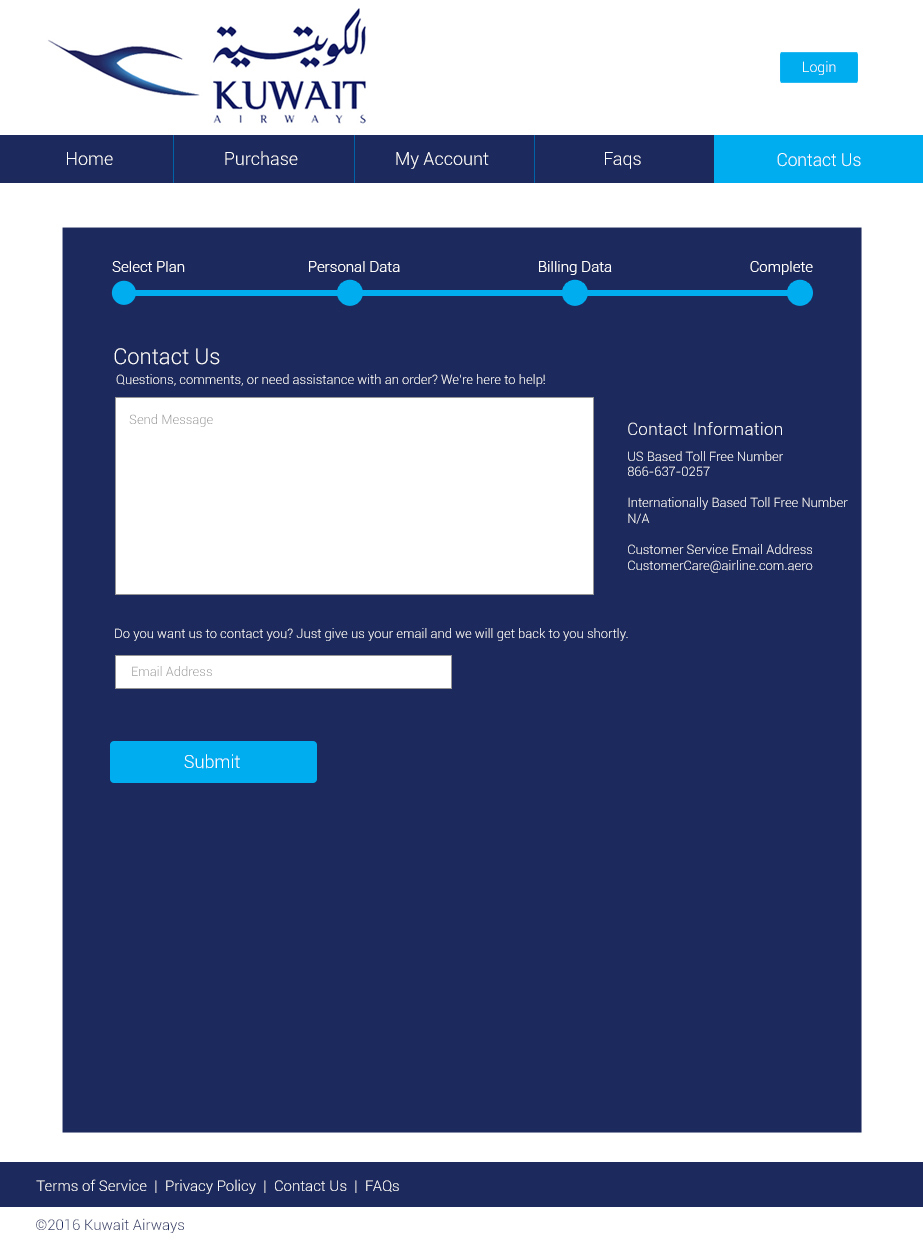 الكويتية
KUWAIT
AIRWAYS
Login
Home
Purchase
My Account
Faqs
Contact Us
Select Plan
Personal Data
Billing Data
Complete
Contact Us
Questions, comments, or need assistance with an order? We're here to help!
Send Message
Contact Information
US Based Toll Free Number
866-637-0257
Internationally Based Toll Free Number
N/A
Customer Service Email Address
CustomerCare@airline.com.aero
Do you want us to contact you? Just give us your email and we will get back to you shortly.
Email Address
Submit
Terms of Service | Privacy Policy | Contact Us | FAQs
©2016 Kuwait Airways